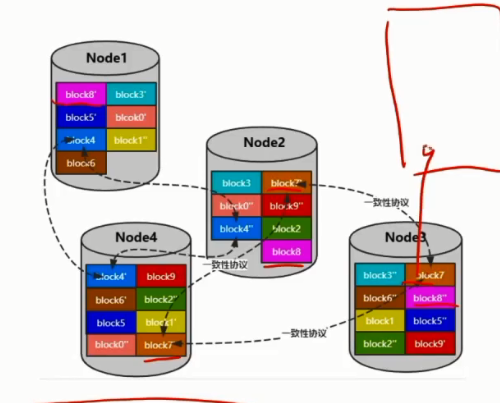 Node1
block8' block3'
block5' blcok0'
block4 block1''
block6
Node2
block3 block7''
block0'' block9''
block4'' block2
block8
一致性协议
Node4
block4' block9
block6' block2''
block5 block1'
block0'' block7'
一致性协议
Node3
block3'' block7
block6'' block8''
block1 block5''
block2'' block9'
一致性协议